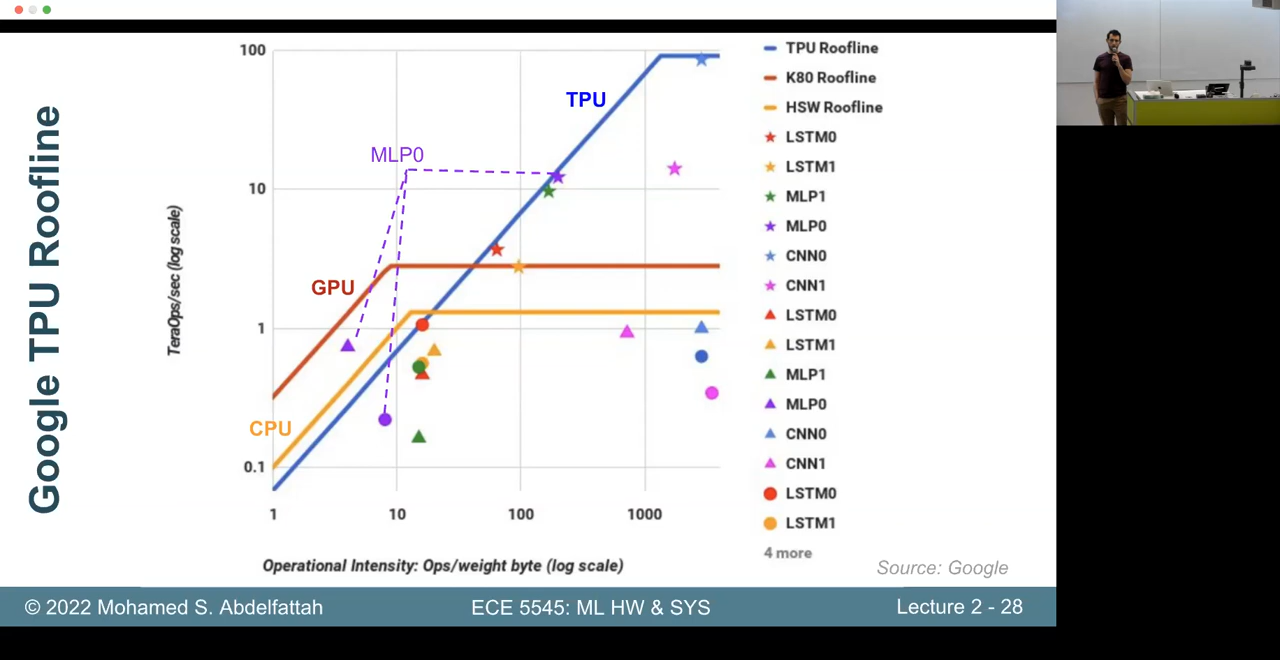 Google TPU Roofline
100
10
1
0.1
TeraOps/sec (log scale)
TPU
MLP0
GPU
CPU
1
10
100
1000
Operational Intensity: Ops/weight byte (log scale)
TPU Roofline
K80 Roofline
HSW Roofline
LSTM0
LSTM1
MLP1
MLP0
CNN0
CNN1
LSTM0
LSTM1
MLP1
MLP0
CNN0
CNN1
LSTM0
LSTM1
4 more
Source: Google
© 2022 Mohamed S. Abdelfattah
ECE 5545: ML HW & SYS
Lecture 2 - 28